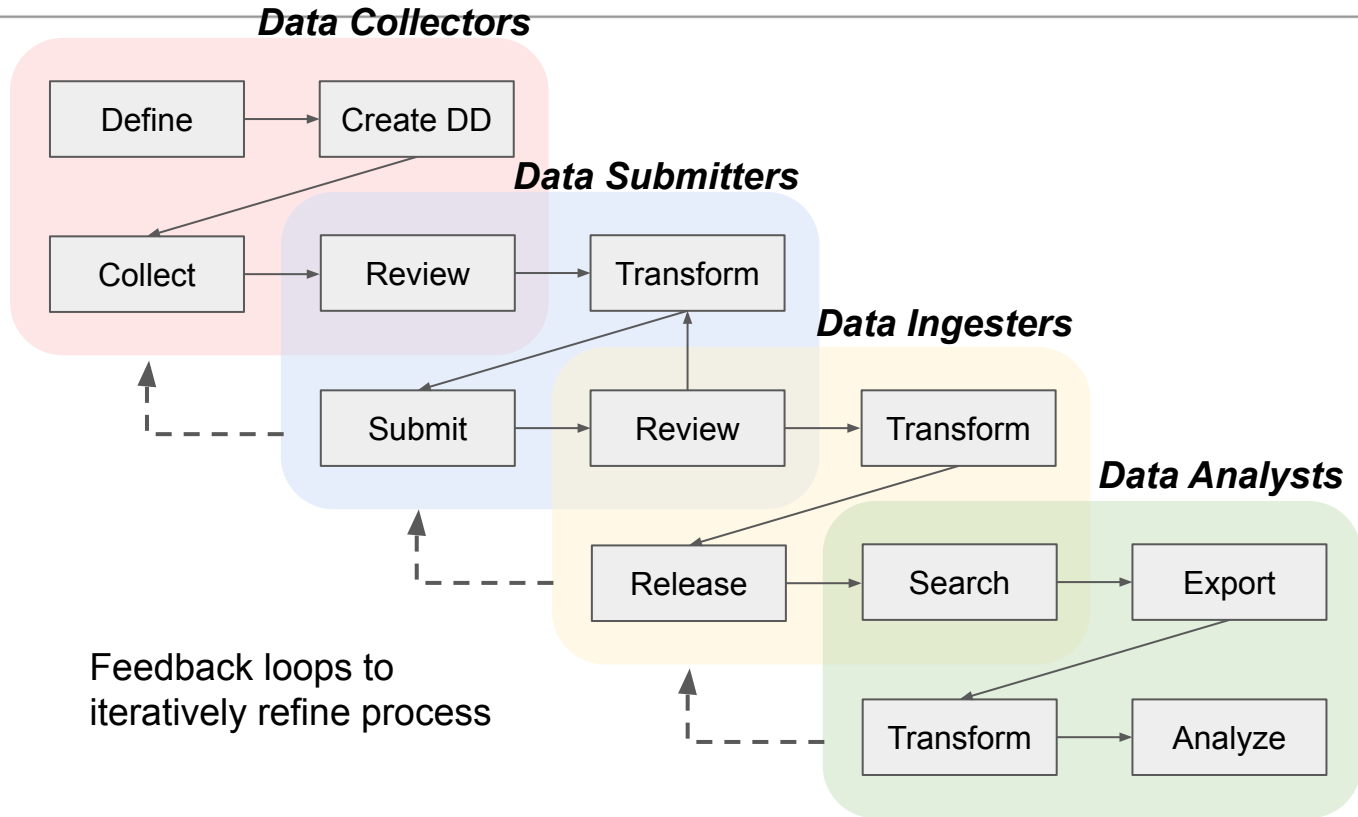 Data Collectors
Define
Create DD
Data Submitters
Collect
Review
Transform
Data Ingesters
Submit
Review
Transform
Data Analysts
Release
Search
Export
Feedback loops to
iteratively refine process
Transform
Analyze